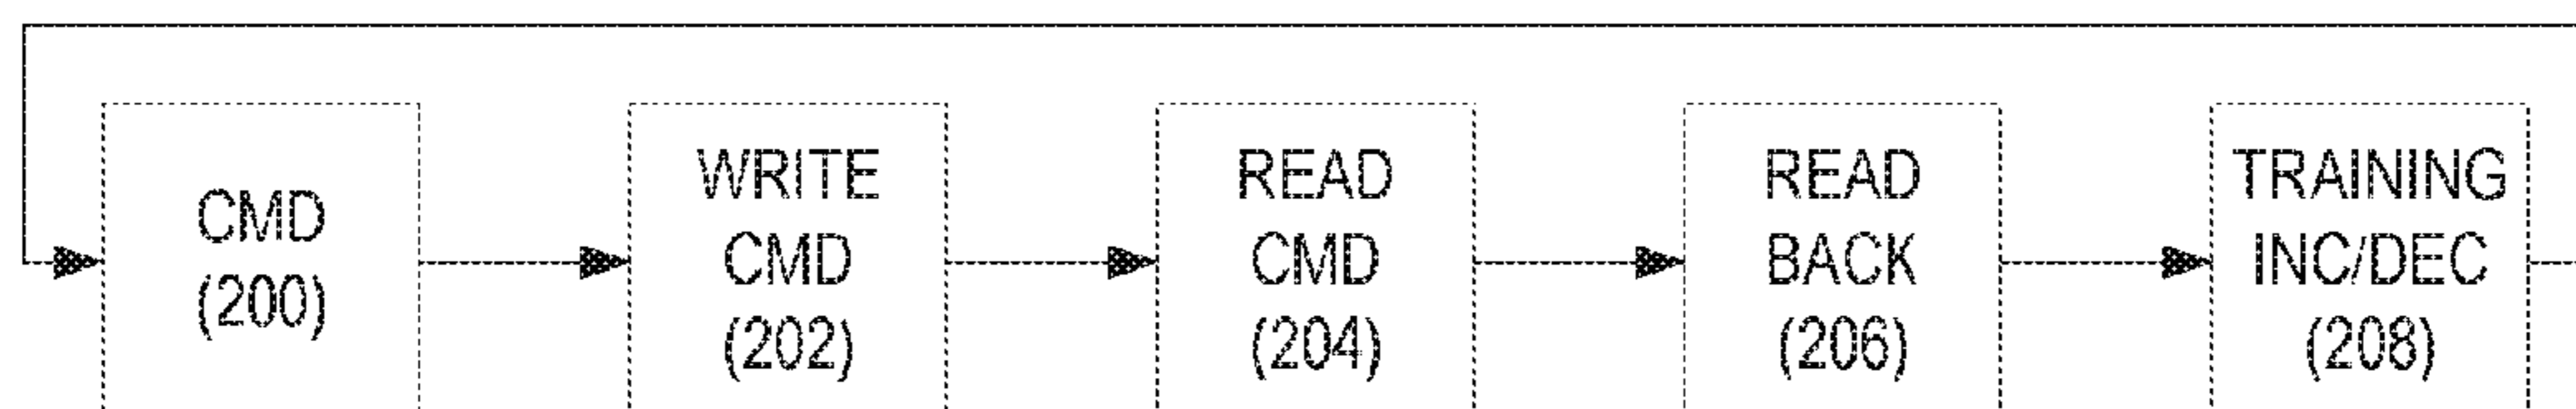 CMD
(200)
WRITE
CMD
(202)
READ
CMD
(204)
READ
BACK
(206)
TRAINING
INC/DEC
(208)